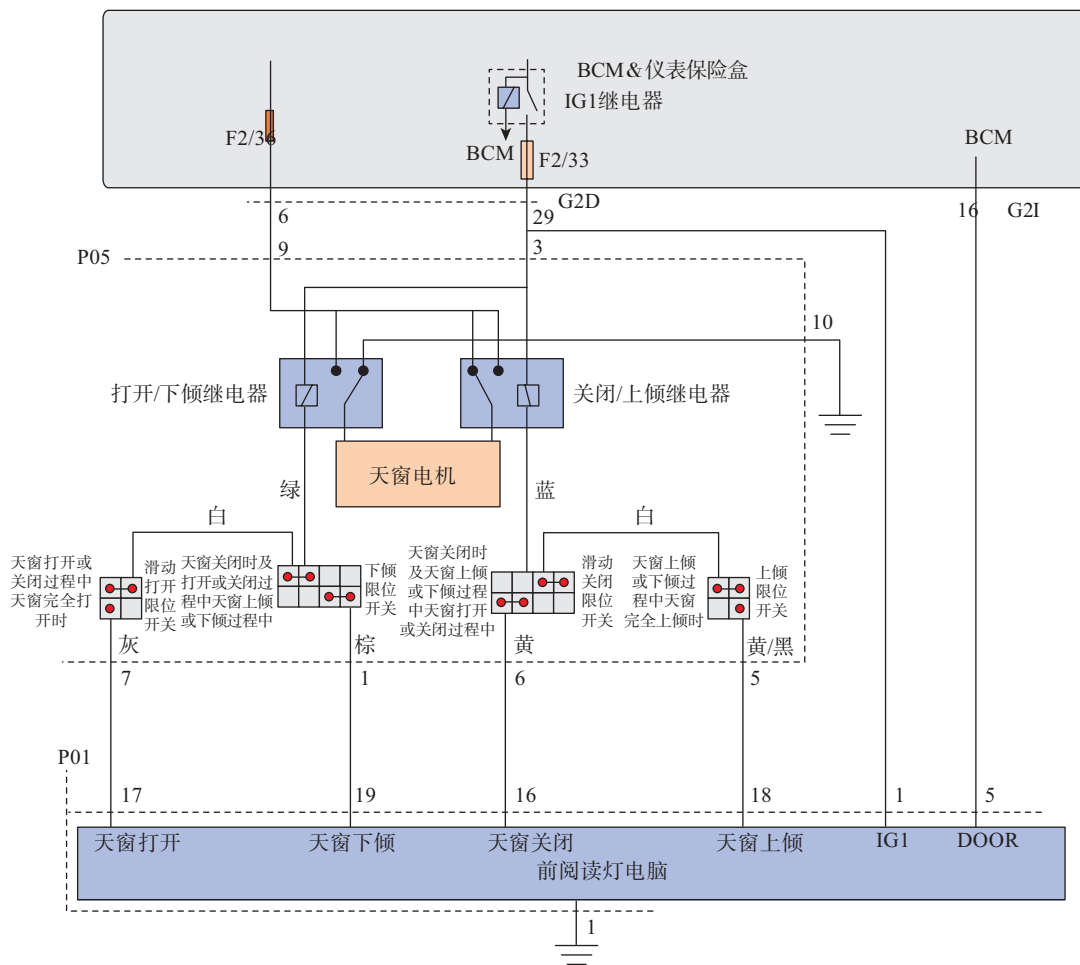 BCM&仪表保险盒
IG1继电器
F2/36
BCM
F2/33
BCM
G2D
6
29
16
G2I
P05
9
3
10
打开/下倾继电器
关闭/上倾继电器
天窗电机
绿
蓝
白
白
天窗打开或
关闭过程中
天窗完全打
开时
滑动
打开
限位
开关
天窗关闭时及
打开或关闭过
程中天窗上倾
或下倾过程中
下倾
限位
开关
天窗关闭时
及天窗上倾
或下倾过程
中天窗打开
或关闭过程中
滑动
关闭
限位
开关
天窗上倾
或下倾过
程中天窗
完全上倾时
上倾
限位
开关
灰
棕
黄
黄/黑
7
1
6
5
P01
17
19
16
18
1
5
天窗打开
天窗下倾
天窗关闭
天窗上倾
IG1
DOOR
前阅读灯电脑
1